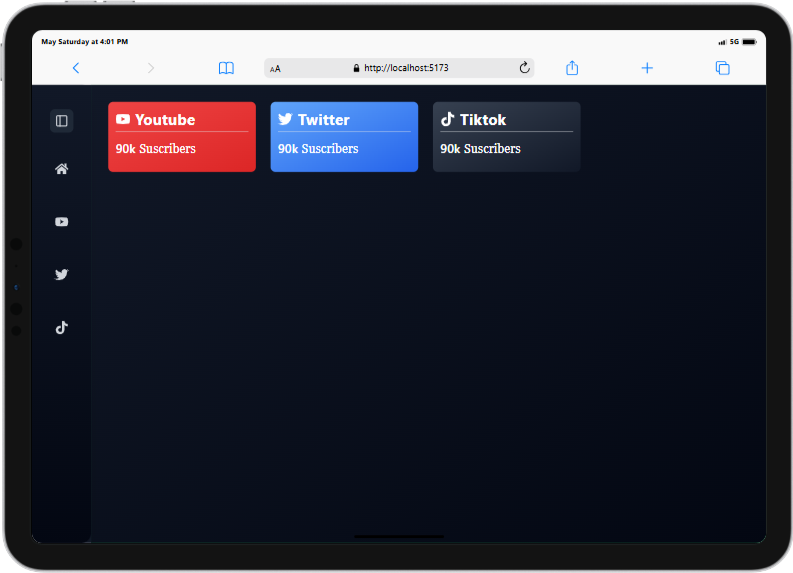 May Saturday at 4:01 PM
5G
AA
http://localhost:5173
Youtube
90k Suscribers
Twitter
90k Suscribers
Tiktok
90k Suscribers